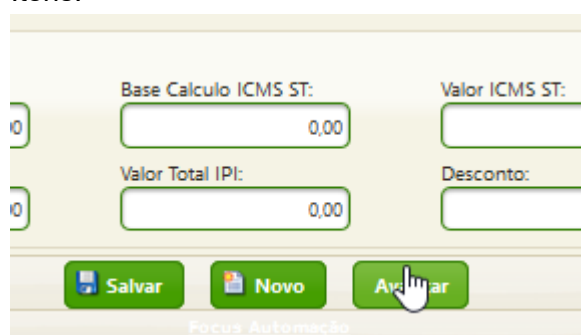 Base Calculo ICMS ST: Valor ICMS ST:
0,00
Valor Total IPI: Desconto:
0,00
Salvar Novo
Focus Automação